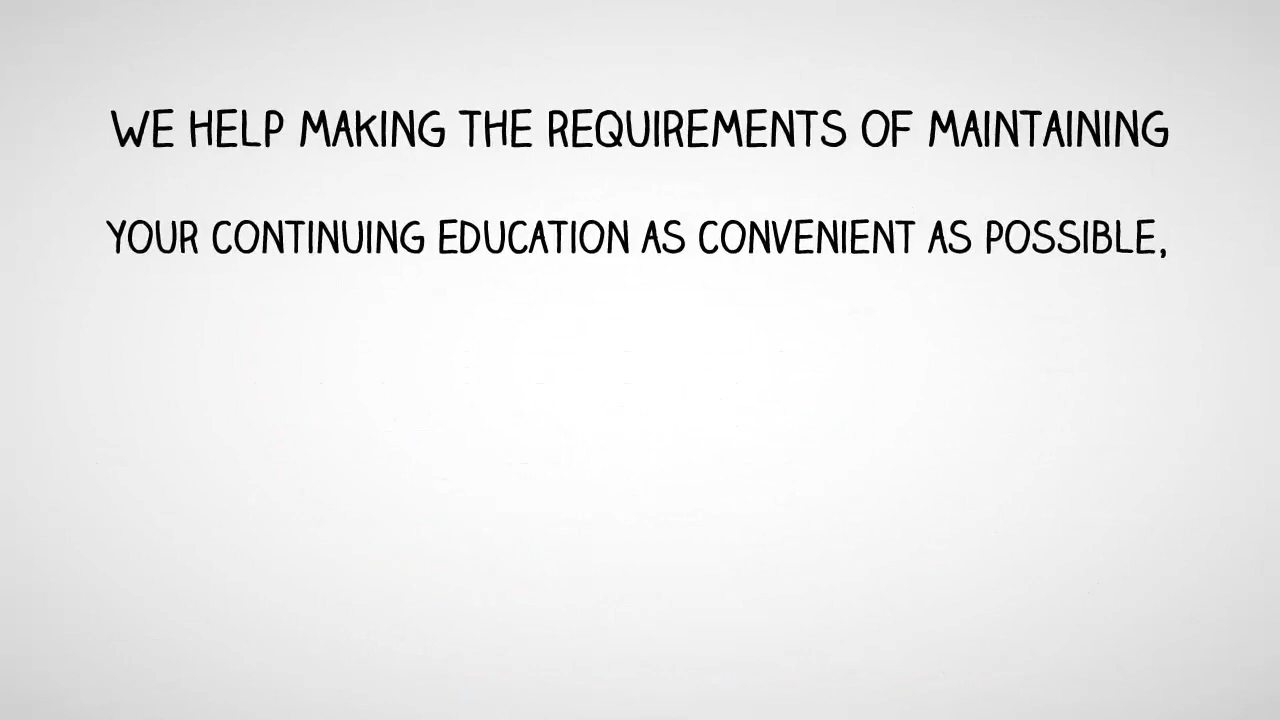 WE HELP MAKING THE REQUIREMENTS OF MAINTAINING
YOUR CONTINUING EDUCATION AS CONVENIENT AS POSSIBLE,